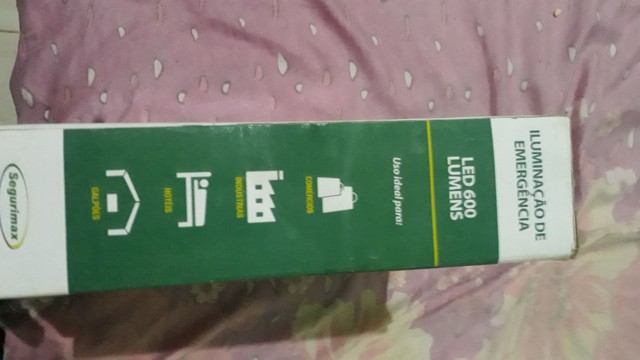 ILUMINAÇÃO DE
EMERGÊNCIA
LED 600
LUMENS
Uso ideal para:
COMÉRCIOS
INDÚSTRIAS
HOTÉIS
GALPÕES
Segurimax